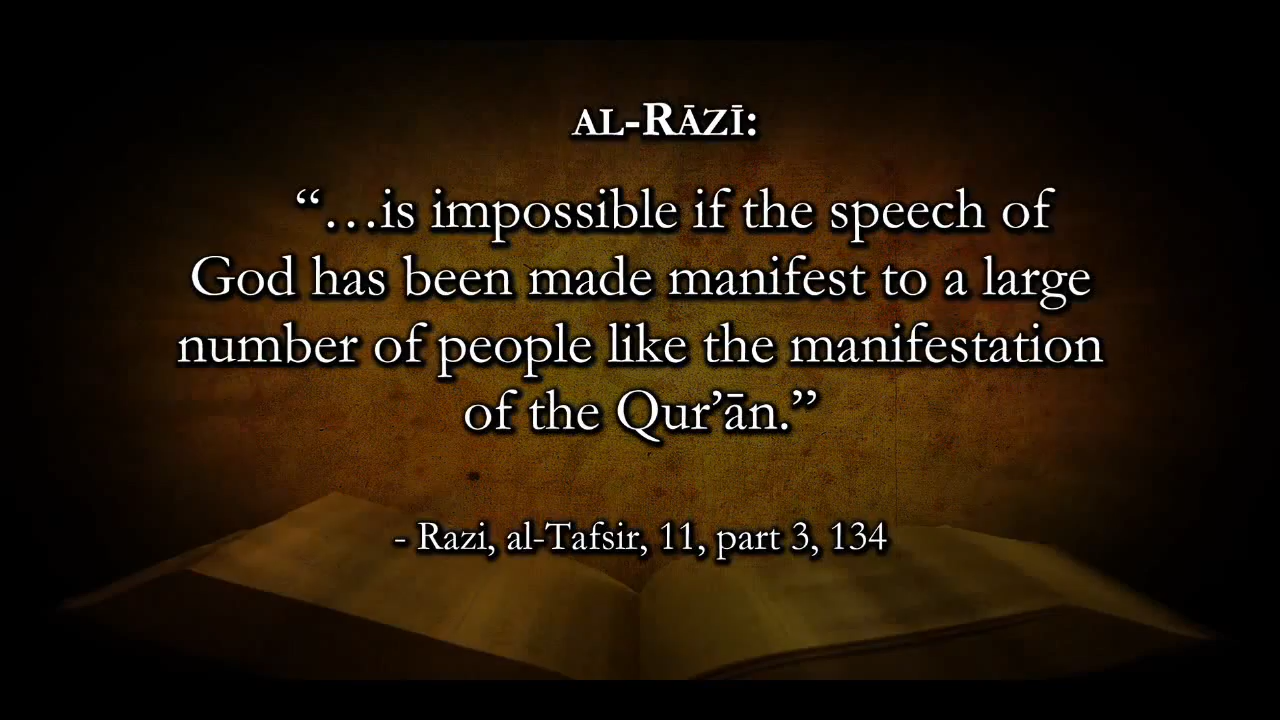 AL-RĀZĪ:
“…is impossible if the speech of
God has been made manifest to a large
number of people like the manifestation
of the Qur’ān.”
- Razi, al-Tafsir, 11, part 3, 134